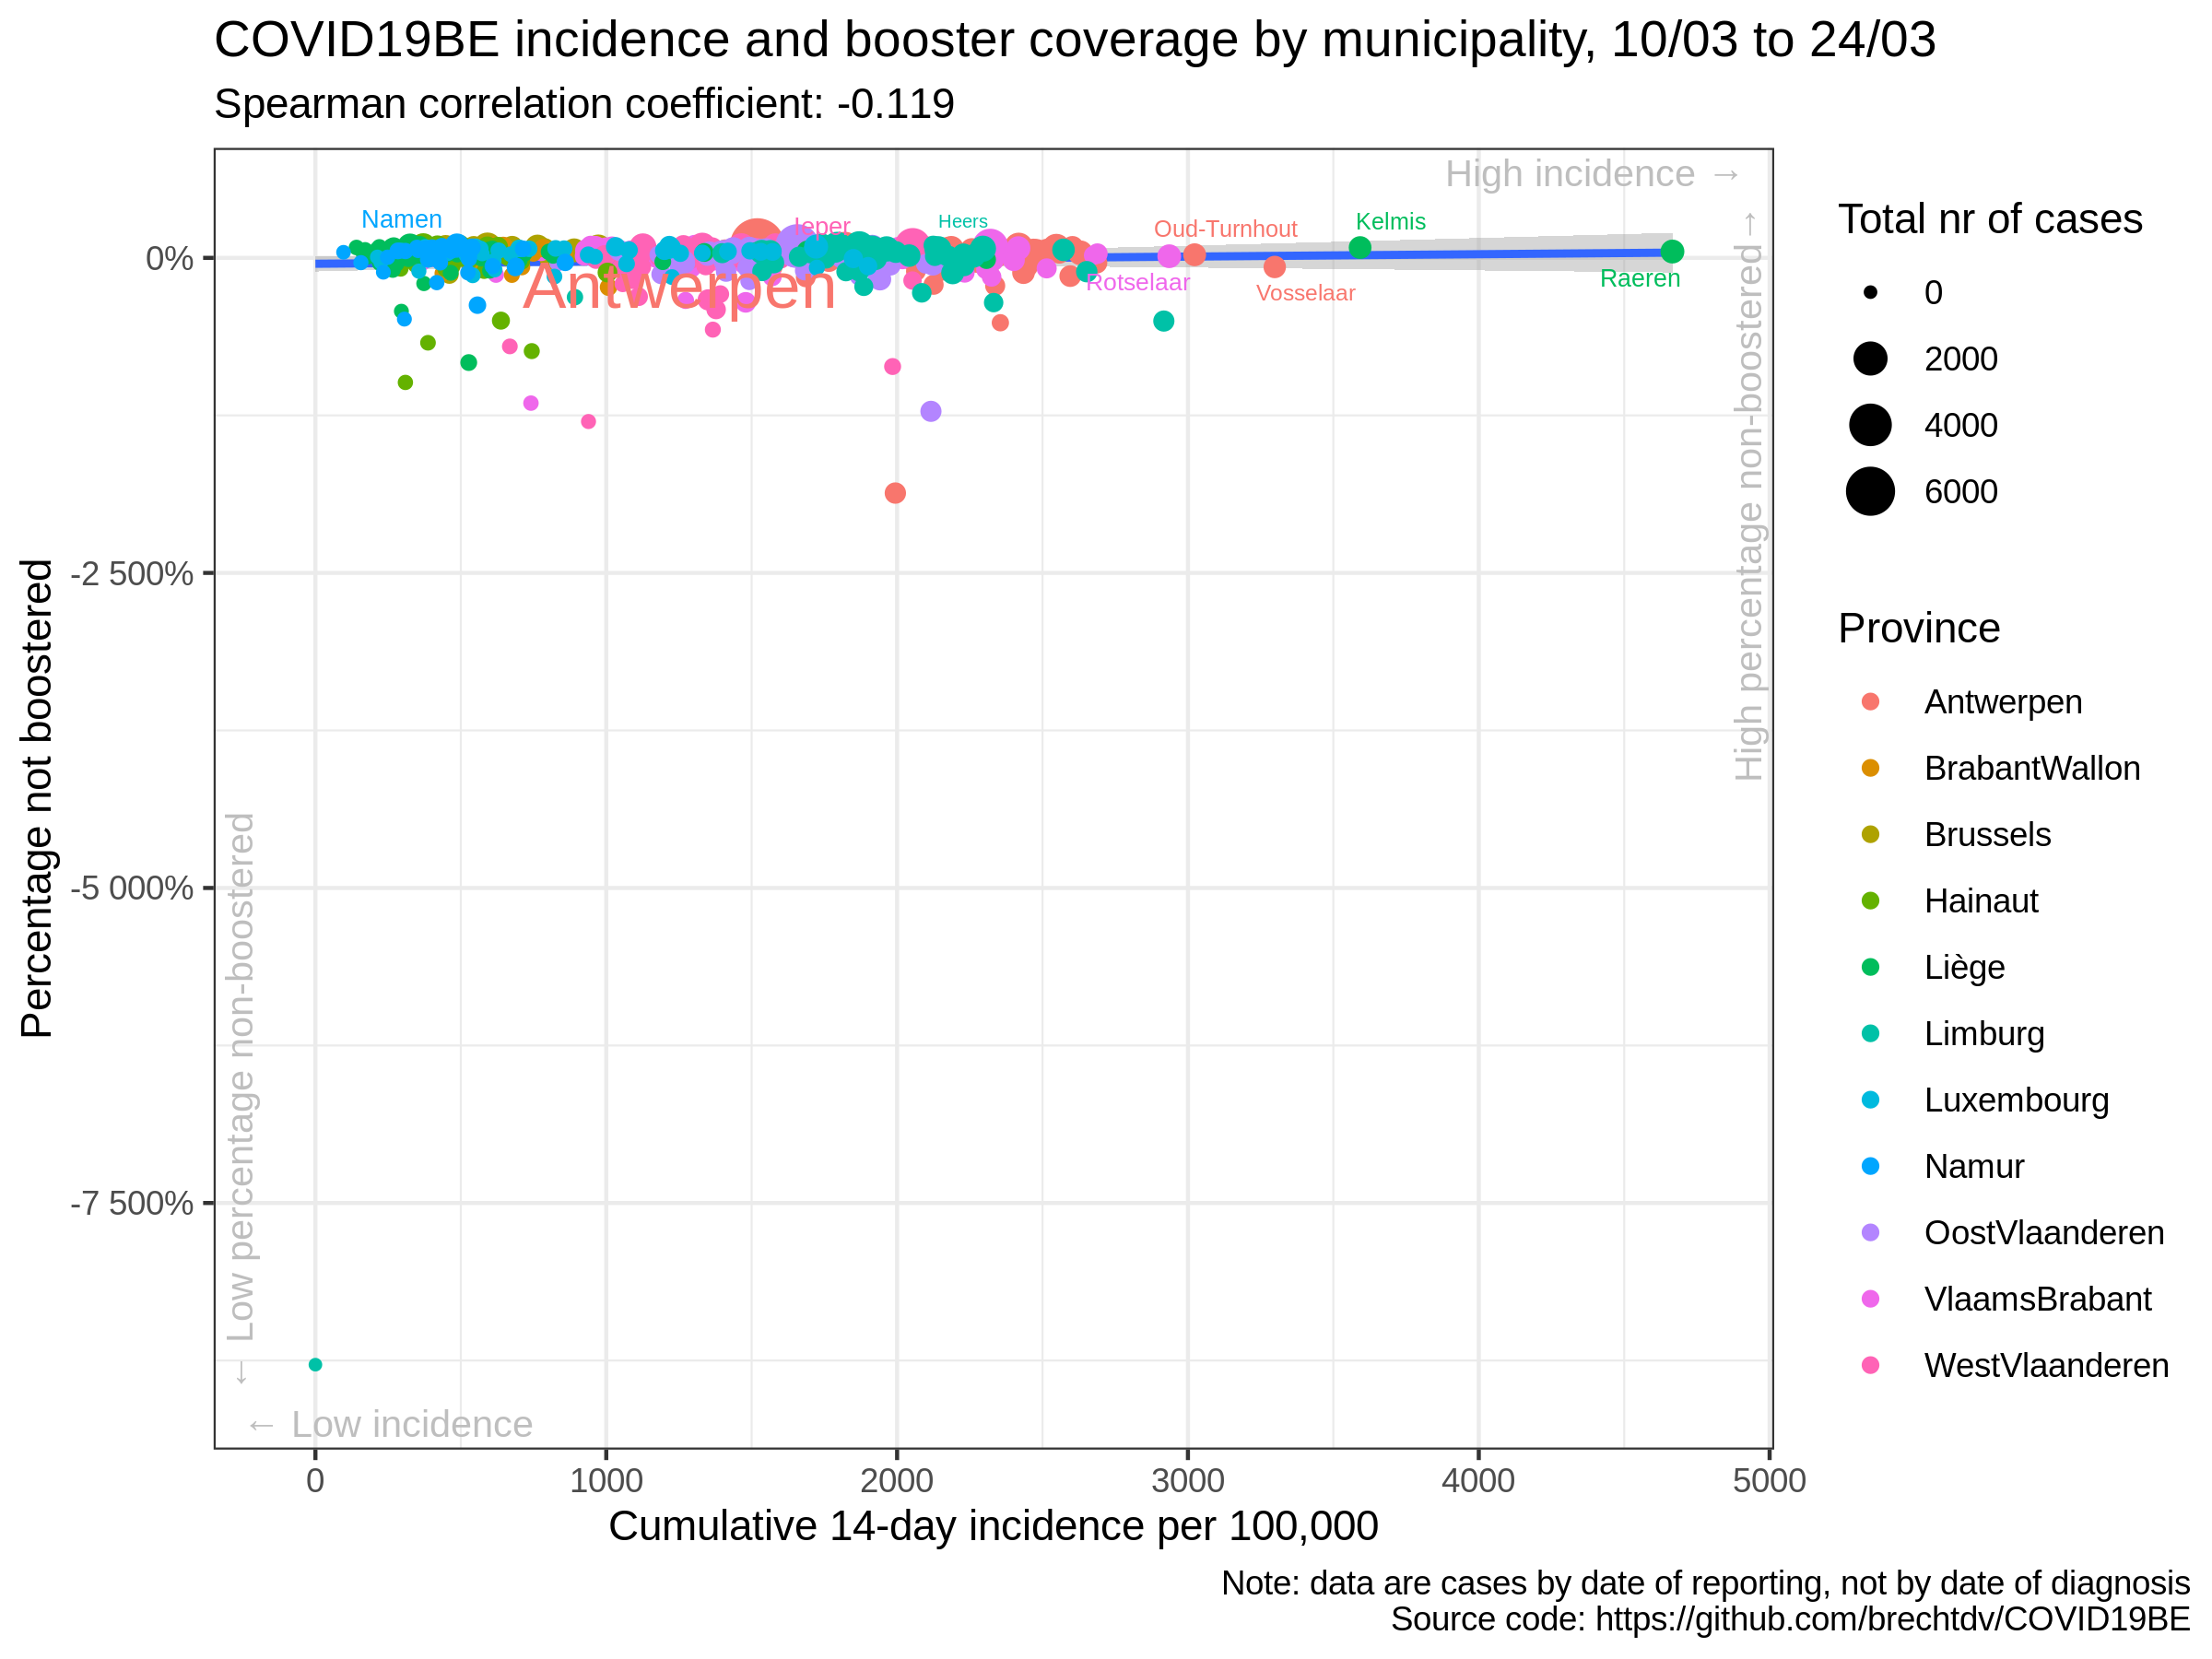 COVID19BE incidence and booster coverage by municipality, 10/03 to 24/03
Spearman correlation coefficient: -0.119
High incidence →
High percentage non-boostered →
Namen
Ieper
Heers
Oud-Turnhout
Kelmis
Antwerpen
Rotselaar
Vosselaar
Raeren
0%
-2 500%
-5 000%
-7 500%
Percentage not boostered
← Low percentage non-boostered
← Low incidence
0
1000
2000
3000
4000
5000
Cumulative 14-day incidence per 100,000
Total nr of cases
0
2000
4000
6000
Province
Antwerpen
BrabantWallon
Brussels
Hainaut
Liège
Limburg
Luxembourg
Namur
OostVlaanderen
VlaamsBrabant
WestVlaanderen
Note: data are cases by date of reporting, not by date of diagnosis
Source code: https://github.com/brechtdv/COVID19BE